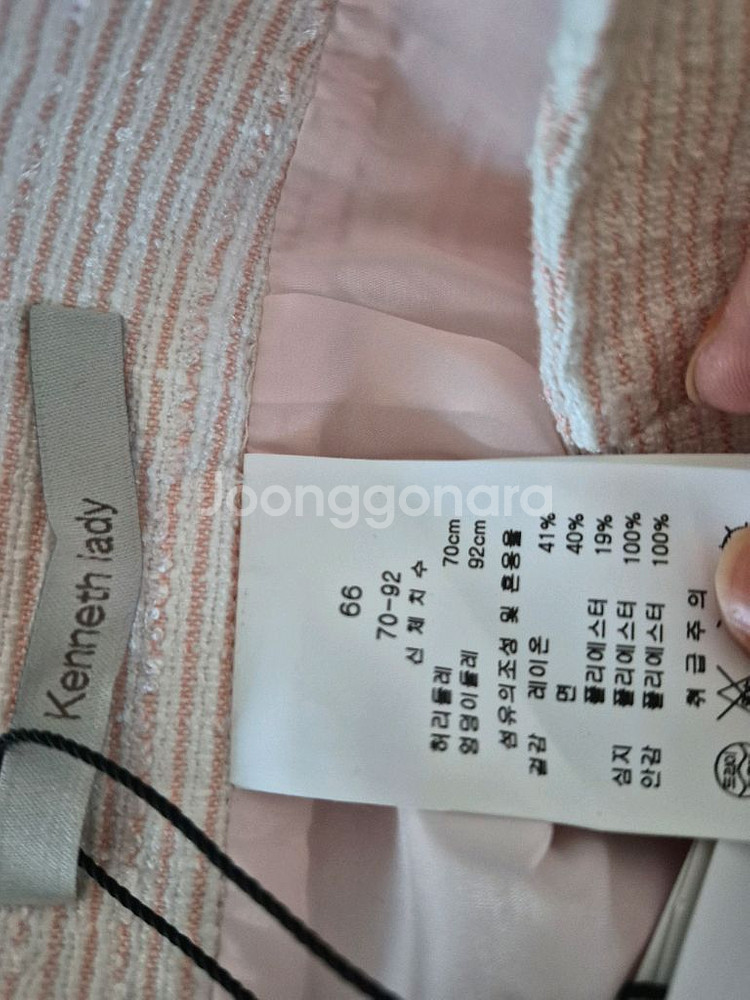 Joonggonara
Kenneth lady
66
70-92
신 체 치 수
허리둘레 70cm
엉덩이둘레 92cm
섬유의조성 및 혼용율
겉감 레이온 41%
면 40%
폴리에스터 19%
심지 폴리에스터 100%
안감 폴리에스터 100%
취 급 주 의
드라이